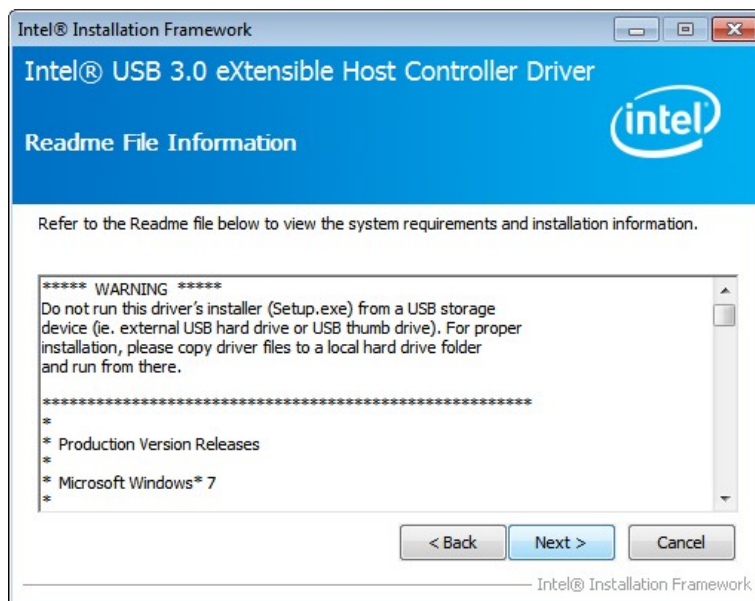 Intel® Installation Framework
Intel® USB 3.0 eXtensible Host Controller Driver
intel
Readme File Information
Refer to the Readme file below to view the system requirements and installation information.
***** WARNING *****
Do not run this driver's installer (Setup.exe) from a USB storage
device (ie. external USB hard drive or USB thumb drive). For proper
installation, please copy driver files to a local hard drive folder
and run from there.
*******************************************************
*
* Production Version Releases
*
* Microsoft Windows* 7
*
< Back
Next >
Cancel
Intel® Installation Framework